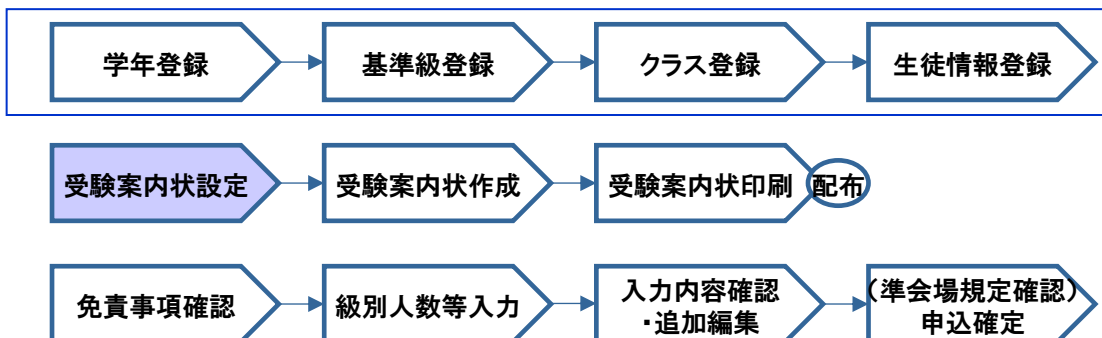 学年登録
基準級登録
クラス登録
生徒情報登録
受験案内状設定
受験案内状作成
受験案内状印刷
配布
免責事項確認
級別人数等入力
入力内容確認
・追加編集
（準会場規定確認）
申込確定